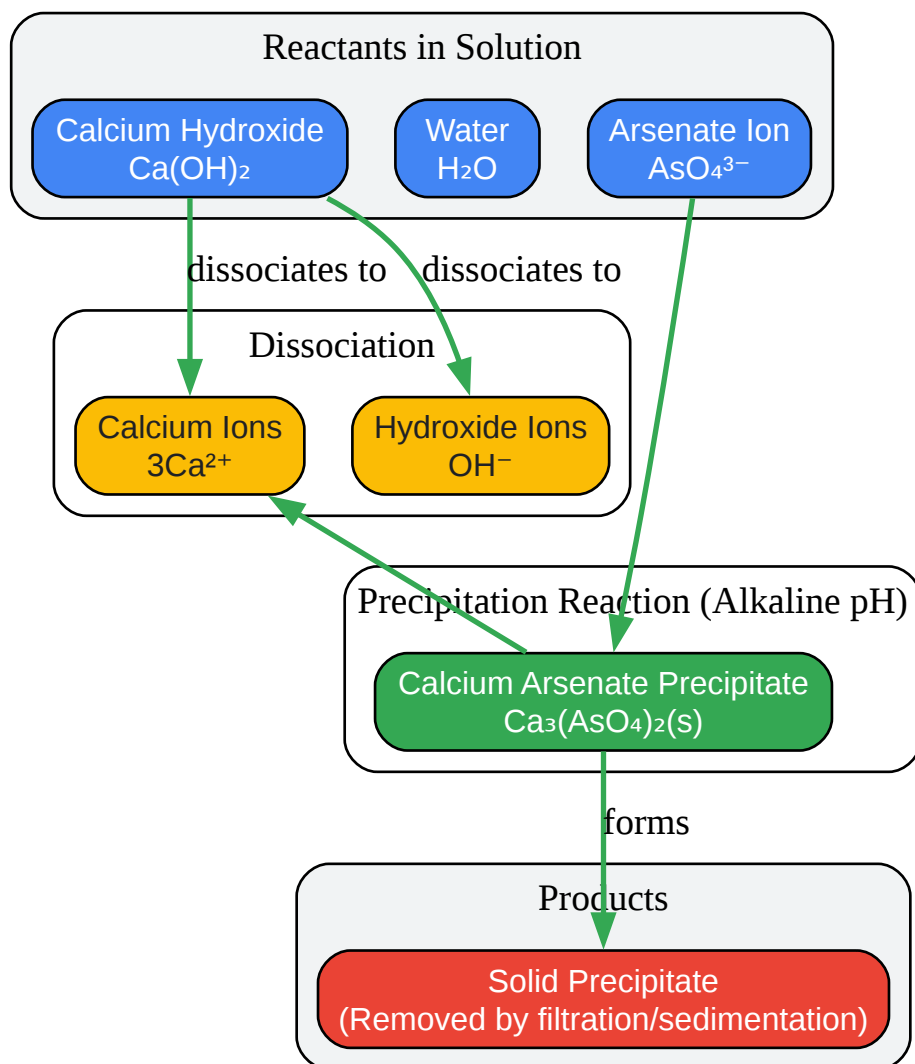 Reactants in Solution
Calcium Hydroxide
Ca(OH)₂
Water
H₂O
Arsenate Ion
AsO₄³⁻
dissociates to
dissociates to
Dissociation
Calcium Ions
3Ca²⁺
Hydroxide Ions
OH⁻
Precipitation Reaction (Alkaline pH)
Calcium Arsenate Precipitate
Ca₃(AsO₄)₂(s)
forms
Products
Solid Precipitate
(Removed by filtration/sedimentation)